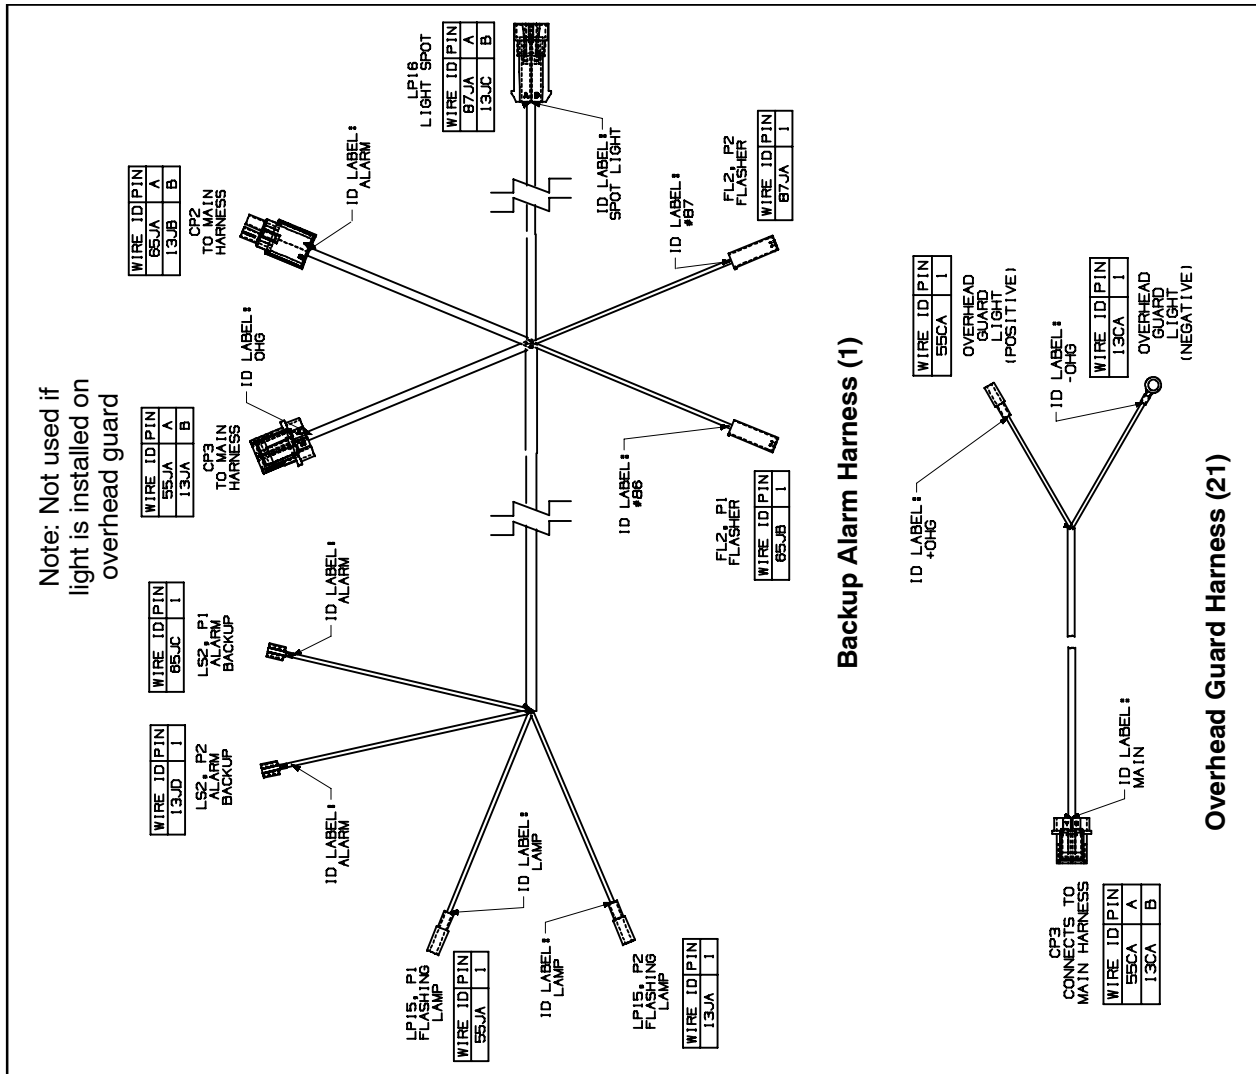 Note: Not used if
light is installed on
overhead guard
WIRE ID PIN
65JA A
13JB B
CP2
TO MAIN
HARNESS
ID LABEL:
ALARM
LP16
LIGHT SPOT
WIRE ID PIN
87JA A
13JC B
ID LABEL:
SPOT LIGHT
WIRE ID PIN
55JA A
13JA B
CP3
TO MAIN
HARNESS
ID LABEL:
OHG
ID LABEL:
#87
FL2, P2
FLASHER
WIRE ID PIN
87JA 1
ID LABEL:
#86
FL2, P1
FLASHER
WIRE ID PIN
65JB 1
WIRE ID PIN
65JC 1
LS2, P1
ALARM
BACKUP
ID LABEL:
ALARM
WIRE ID PIN
13JD 1
LS2, P2
ALARM
BACKUP
ID LABEL:
ALARM
ID LABEL:
LAMP
LP15, P1
FLASHING
LAMP
WIRE ID PIN
55JA 1
ID LABEL:
LAMP
LP15, P2
FLASHING
LAMP
WIRE ID PIN
13JA 1
Backup Alarm Harness (1)
WIRE ID PIN
55CA 1
OVERHEAD
GUARD
LIGHT
(POSITIVE)
ID LABEL:
+OHG
ID LABEL:
-OHG
WIRE ID PIN
13CA 1
OVERHEAD
GUARD
LIGHT
(NEGATIVE)
ID LABEL:
MAIN
CP3
CONNECTS TO
MAIN HARNESS
WIRE ID PIN
55CA A
13CA B
Overhead Guard Harness (21)